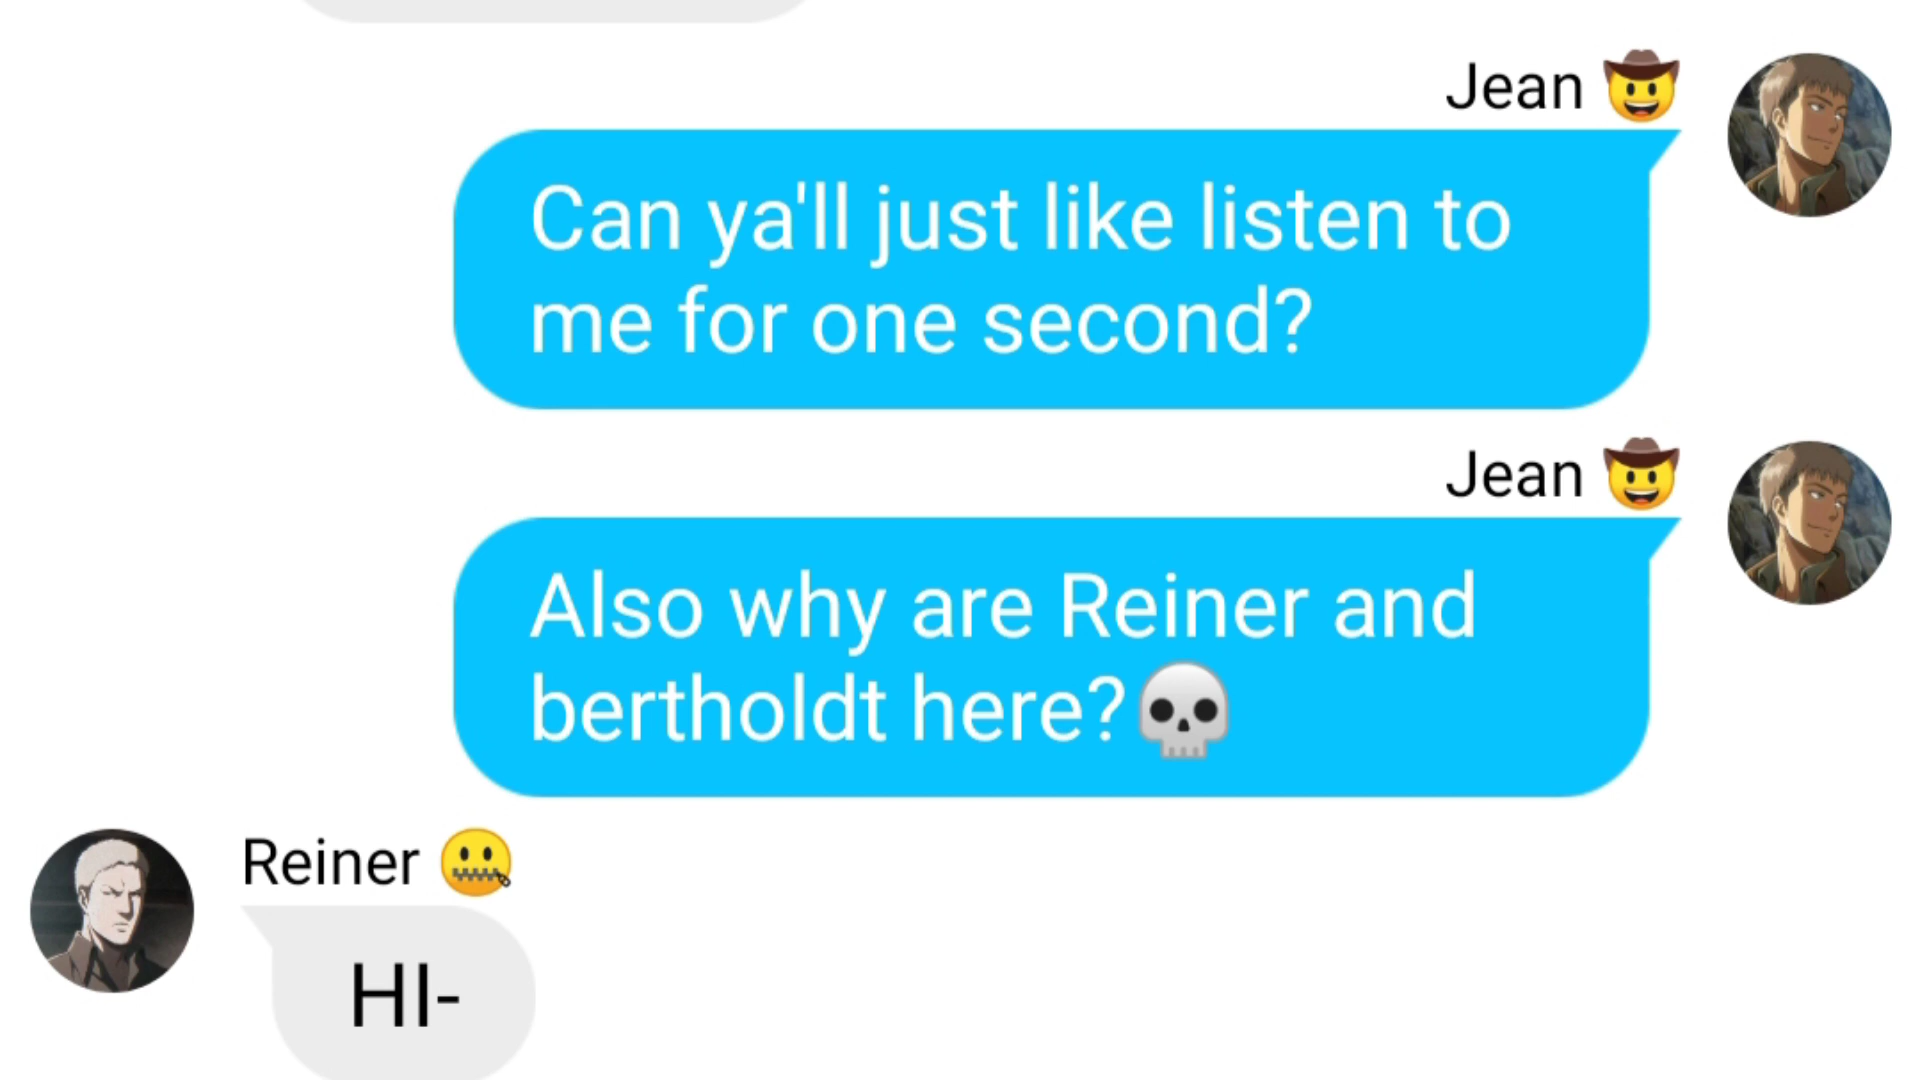 Jean 🤠
Can ya'll just like listen to
me for one second?
Jean 🤠
Also why are Reiner and
bertholdt here?💀
Reiner 🤐
HI-